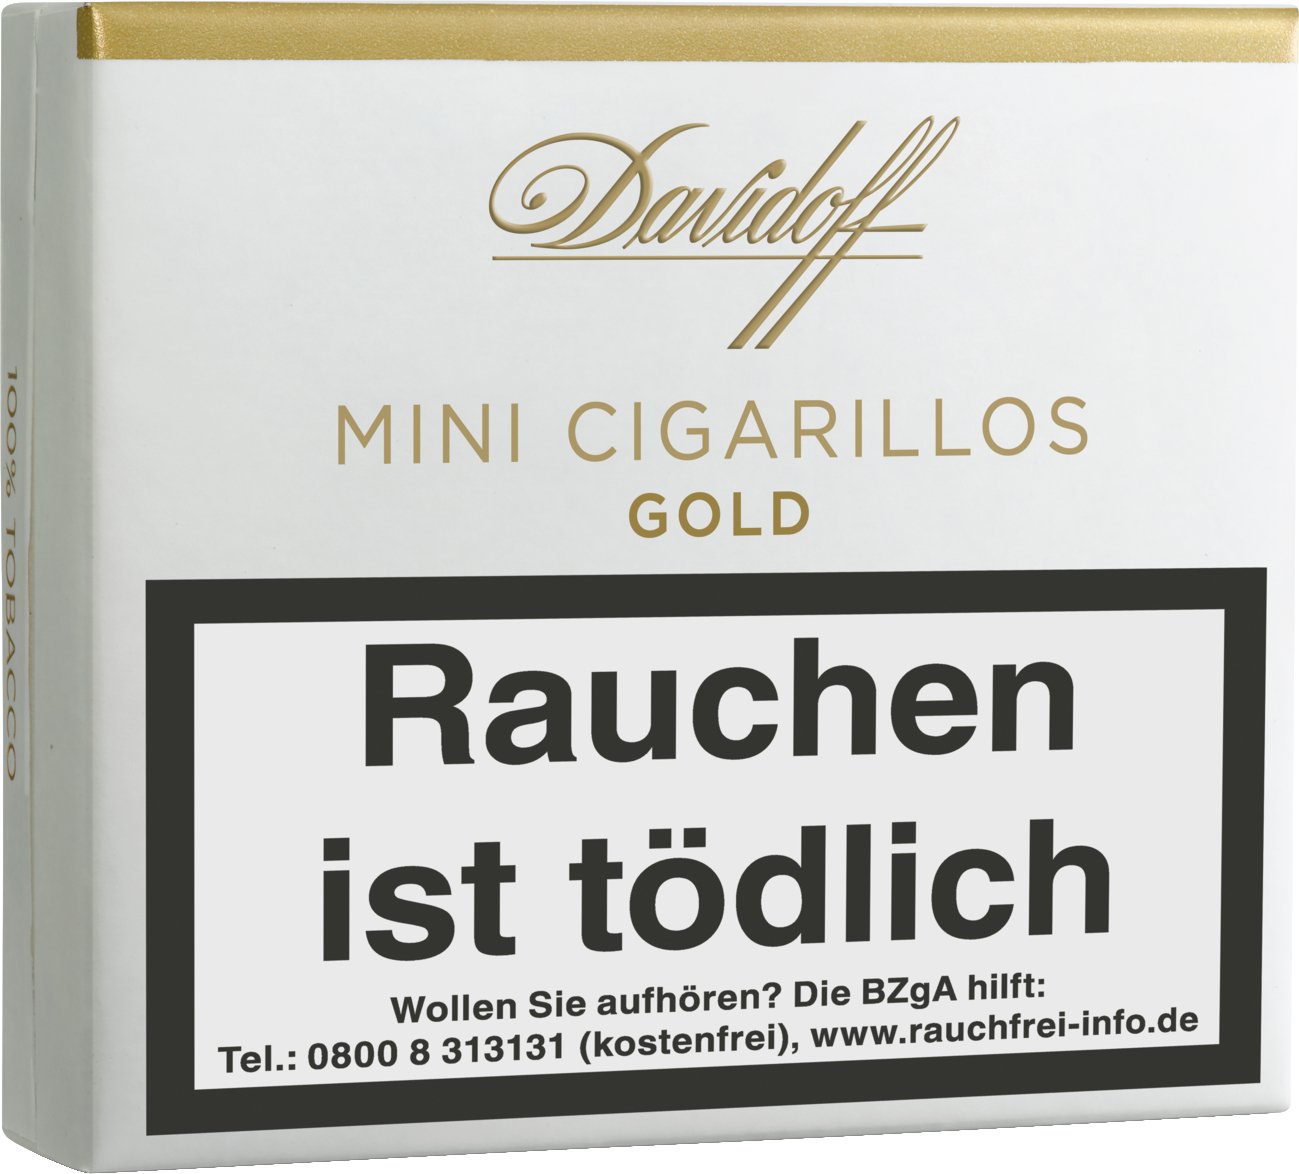 Davidoff
MINI CIGARILLOS
GOLD
Rauchen
ist tödlich
Wollen Sie aufhören? Die BZgA hilft:
Tel.: 0800 8 313131 (kostenfrei), www.rauchfrei-info.de
100% TOBACCO